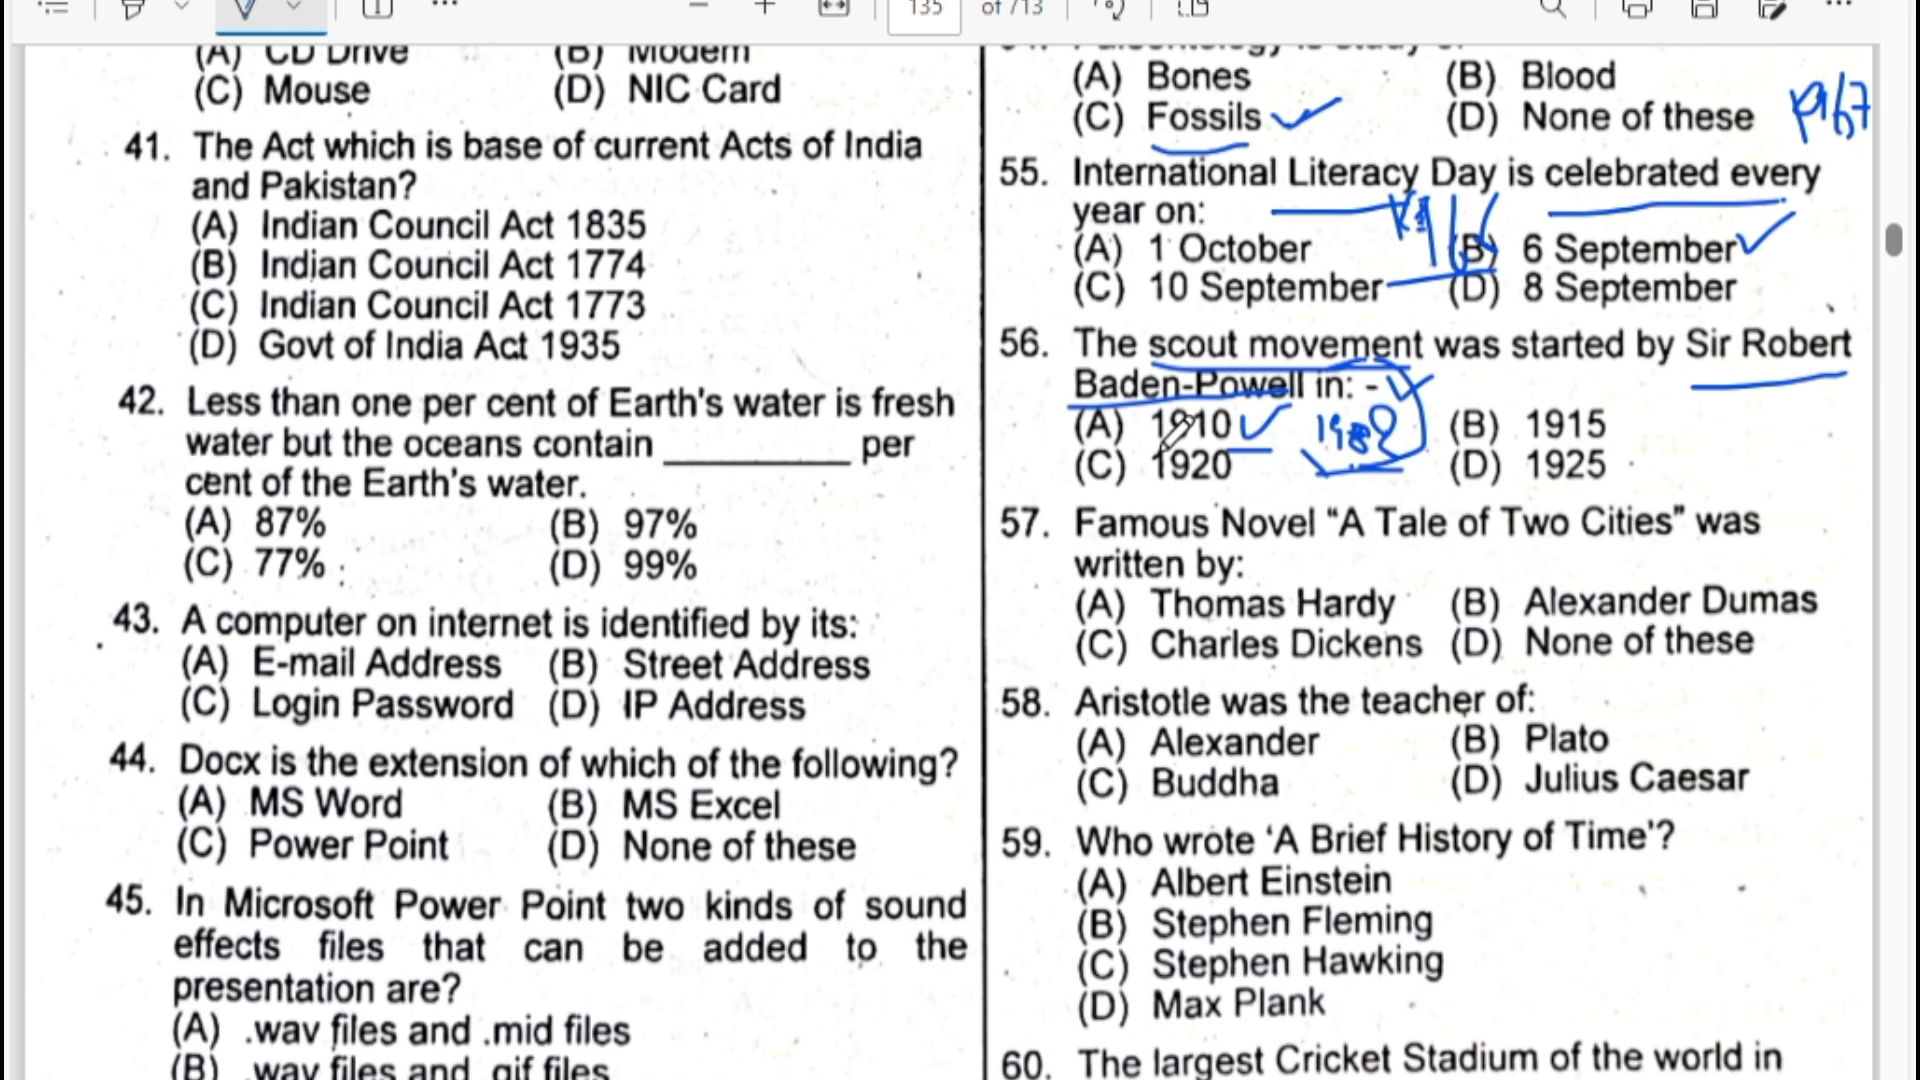 135 of 713
(A) CD Drive (B) Modem
(C) Mouse (D) NIC Card
41. The Act which is base of current Acts of India
and Pakistan?
(A) Indian Council Act 1835
(B) Indian Council Act 1774
(C) Indian Council Act 1773
(D) Govt of India Act 1935
42. Less than one per cent of Earth's water is fresh
water but the oceans contain __________ per
cent of the Earth's water.
(A) 87% (B) 97%
(C) 77% (D) 99%
43. A computer on internet is identified by its:
(A) E-mail Address (B) Street Address
(C) Login Password (D) IP Address
44. Docx is the extension of which of the following?
(A) MS Word (B) MS Excel
(C) Power Point (D) None of these
45. In Microsoft Power Point two kinds of sound
effects files that can be added to the
presentation are?
(A) .wav files and .mid files
(B) .wav files and .gif files
(A) Bones (B) Blood
(C) Fossils (D) None of these
55. International Literacy Day is celebrated every
year on:
(A) 1 October (B) 6 September
(C) 10 September (D) 8 September
56. The scout movement was started by Sir Robert
Baden-Powell in: -
(A) 1910 (B) 1915
(C) 1920 (D) 1925
57. Famous Novel “A Tale of Two Cities” was
written by:
(A) Thomas Hardy (B) Alexander Dumas
(C) Charles Dickens (D) None of these
58. Aristotle was the teacher of:
(A) Alexander (B) Plato
(C) Buddha (D) Julius Caesar
59. Who wrote ‘A Brief History of Time’?
(A) Albert Einstein
(B) Stephen Fleming
(C) Stephen Hawking
(D) Max Plank
60. The largest Cricket Stadium of the world in